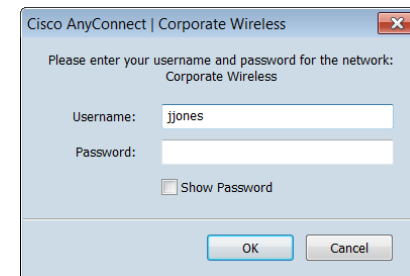 Cisco AnyConnect | Corporate Wireless
Please enter your username and password for the network:
Corporate Wireless
Username: jjones
Password:
Show Password
OK Cancel